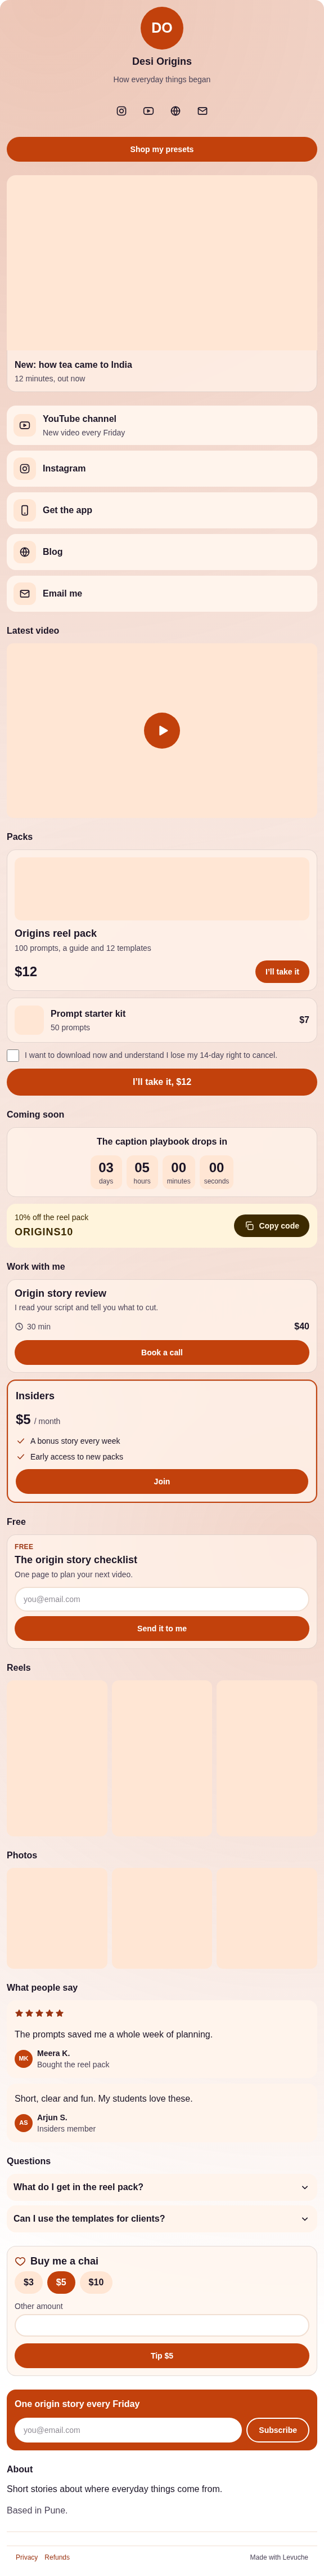 DO
Desi Origins
How everyday things began
Shop my presets
New: how tea came to India
12 minutes, out now
YouTube channel
New video every Friday
Instagram
Get the app
Blog
Email me
Latest video
Packs
Origins reel pack
100 prompts, a guide and 12 templates
$12
I'll take it
Prompt starter kit
50 prompts
$7
I want to download now and understand I lose my 14-day right to cancel.
I'll take it, $12
Coming soon
The caption playbook drops in
03 05 00 00
days hours minutes seconds
10% off the reel pack
ORIGINS10
Copy code
Work with me
Origin story review
I read your script and tell you what to cut.
30 min
$40
Book a call
Insiders
$5 / month
A bonus story every week
Early access to new packs
Join
Free
FREE
The origin story checklist
One page to plan your next video.
you@email.com
Send it to me
Reels
Photos
What people say
The prompts saved me a whole week of planning.
MK
Meera K.
Bought the reel pack
Short, clear and fun. My students love these.
AS
Arjun S.
Insiders member
Questions
What do I get in the reel pack?
Can I use the templates for clients?
Buy me a chai
$3 $5 $10
Other amount
Tip $5
One origin story every Friday
you@email.com
Subscribe
About
Short stories about where everyday things come from.
Based in Pune.
Privacy Refunds
Made with Levuche